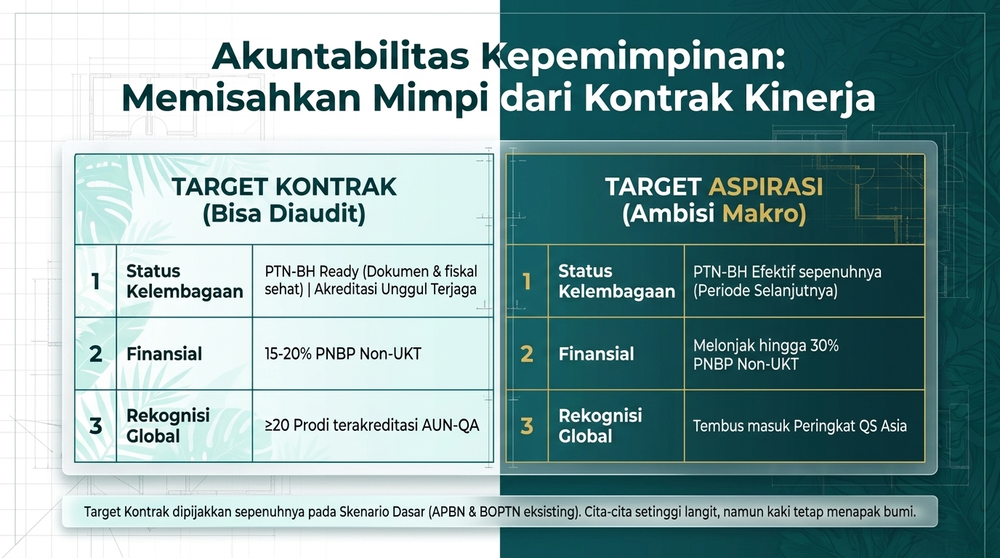 Akuntabilitas Kepemimpinan:
Memisahkan Mimpi dari Kontrak Kinerja
TARGET KONTRAK
(Bisa Diaudit)
1
Status
Kelembagaan
PTN-BH Ready (Dokumen & fiskal
sehat) | Akreditasi Unggul Terjaga
2
Finansial
15-20% PNBP Non-UKT
3
Rekognisi
Global
≥20 Prodi terakreditasi AUN-QA
TARGET ASPIRASI
(Ambisi Makro)
1
Status
Kelembagaan
PTN-BH Efektif sepenuhnya
(Periode Selanjutnya)
2
Finansial
Melonjak hingga 30%
PNBP Non-UKT
3
Rekognisi
Global
Tembus masuk Peringkat QS Asia
Target Kontrak dipijakkan sepenuhnya pada Skenario Dasar (APBN & BOPTN eksisting). Cita-cita setinggi langit, namun kaki tetap menapak bumi.